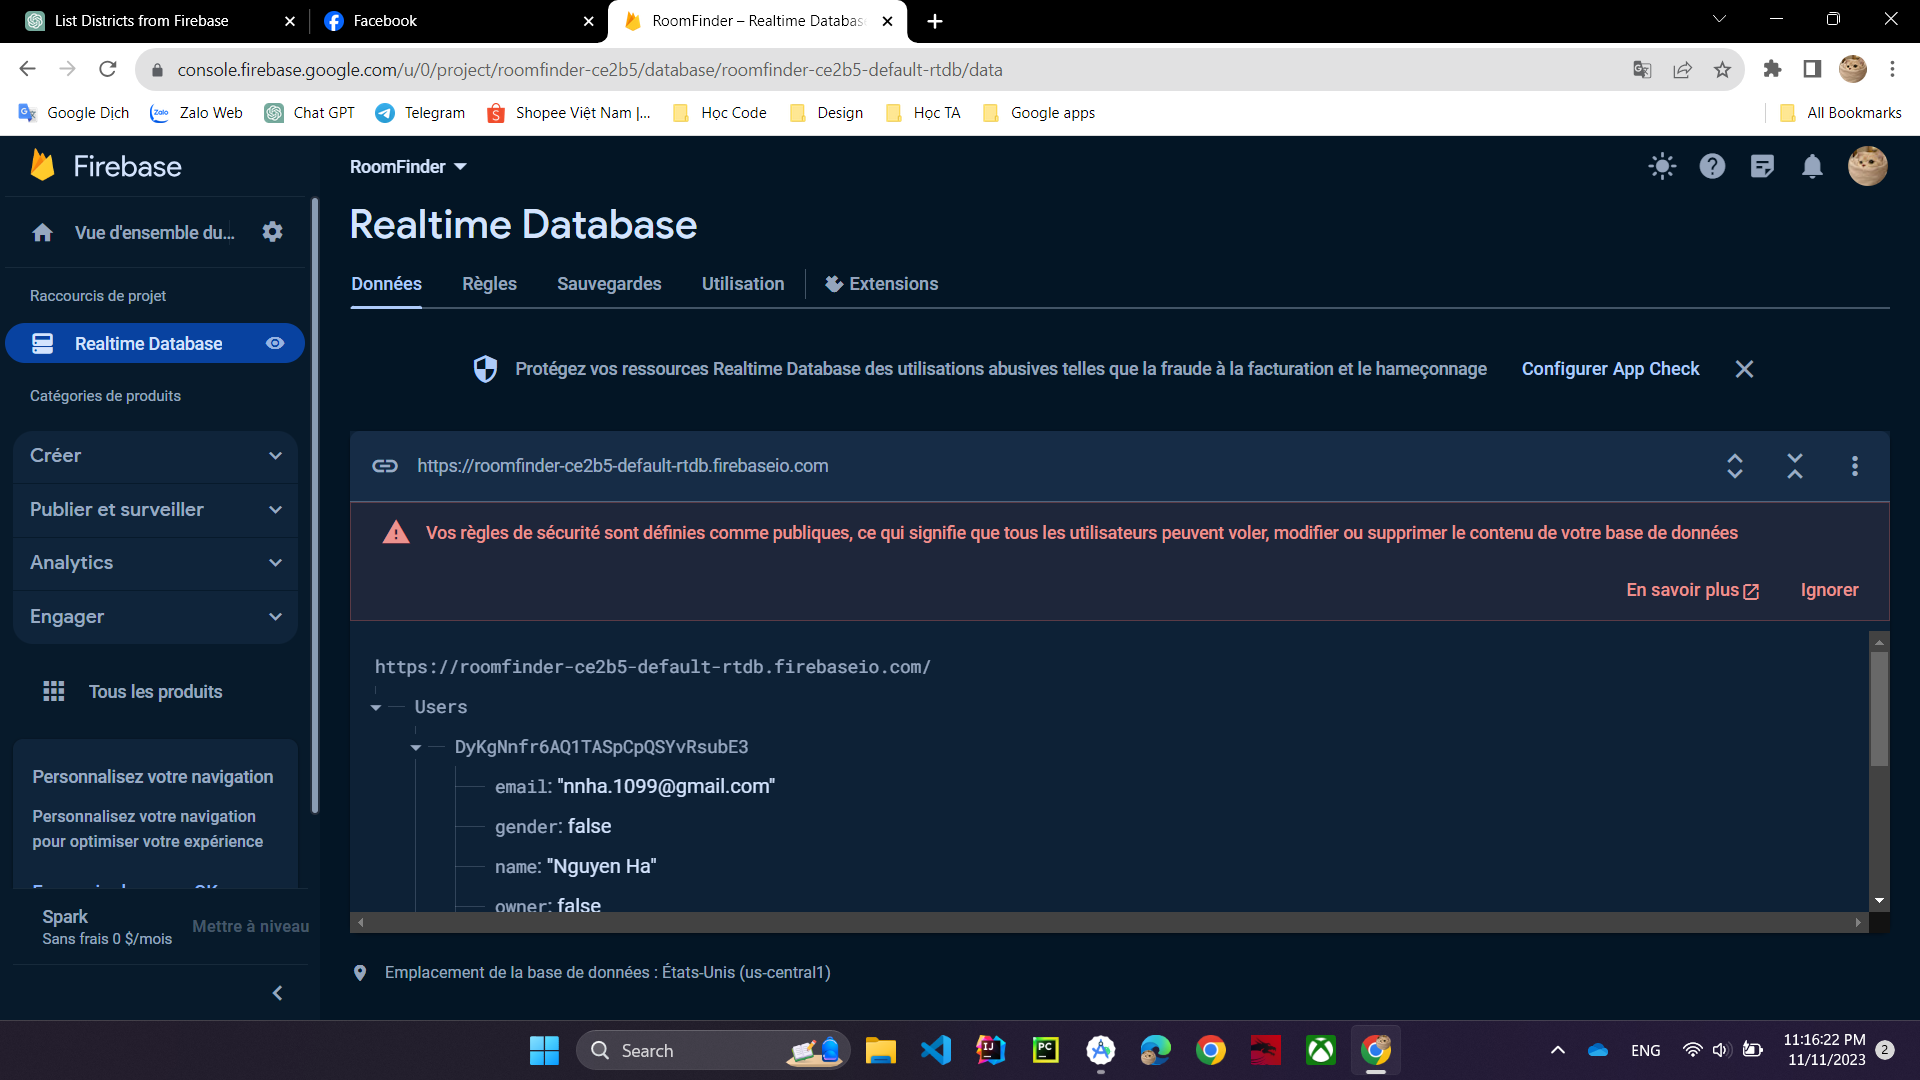 List Districts from Firebase
Facebook
RoomFinder – Realtime Databas
console.firebase.google.com/u/0/project/roomfinder-ce2b5/database/roomfinder-ce2b5-default-rtdb/data
Google Dịch
Zalo Web
Chat GPT
Telegram
Shopee Việt Nam |...
Học Code
Design
Học TA
Google apps
All Bookmarks
Firebase
RoomFinder
Vue d'ensemble du...
Realtime Database
Données
Règles
Sauvegardes
Utilisation
Extensions
Raccourcis de projet
Realtime Database
Catégories de produits
Créer
Publier et surveiller
Analytics
Engager
Tous les produits
Personnalisez votre navigation
Personnalisez votre navigation
pour optimiser votre expérience
Spark
Sans frais 0 $/mois
Mettre à niveau
Protégez vos ressources Realtime Database des utilisations abusives telles que la fraude à la facturation et le hameçonnage
Configurer App Check
https://roomfinder-ce2b5-default-rtdb.firebaseio.com
Vos règles de sécurité sont définies comme publiques, ce qui signifie que tous les utilisateurs peuvent voler, modifier ou supprimer le contenu de votre base de données
En savoir plus
Ignorer
https://roomfinder-ce2b5-default-rtdb.firebaseio.com/
Users
DyKgNnfr6AQ1TASpCpQSYvRsubE3
email: "nnha.1099@gmail.com"
gender: false
name: "Nguyen Ha"
owner: false
Emplacement de la base de données : États-Unis (us-central1)
Search
ENG
11:16:22 PM
11/11/2023
2